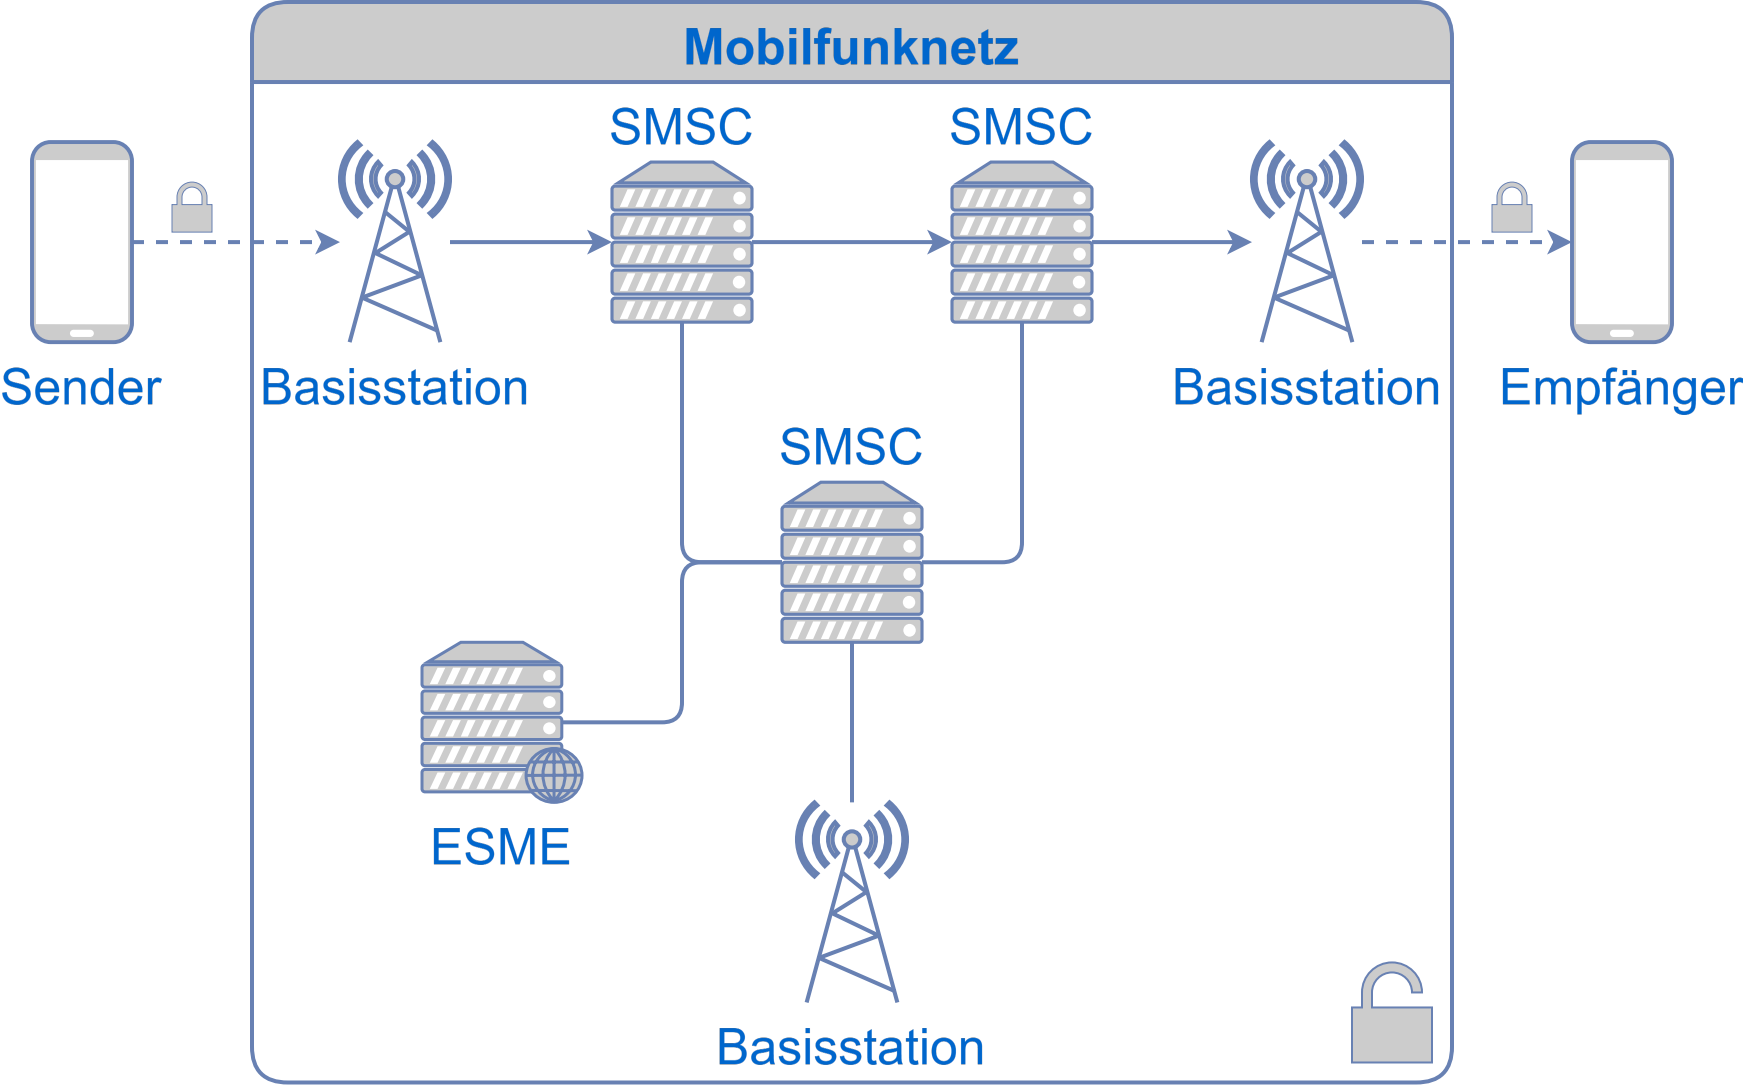 Mobilfunknetz
SMSC
SMSC
Sender
Basisstation
Basisstation
Empfänger
SMSC
ESME
Basisstation